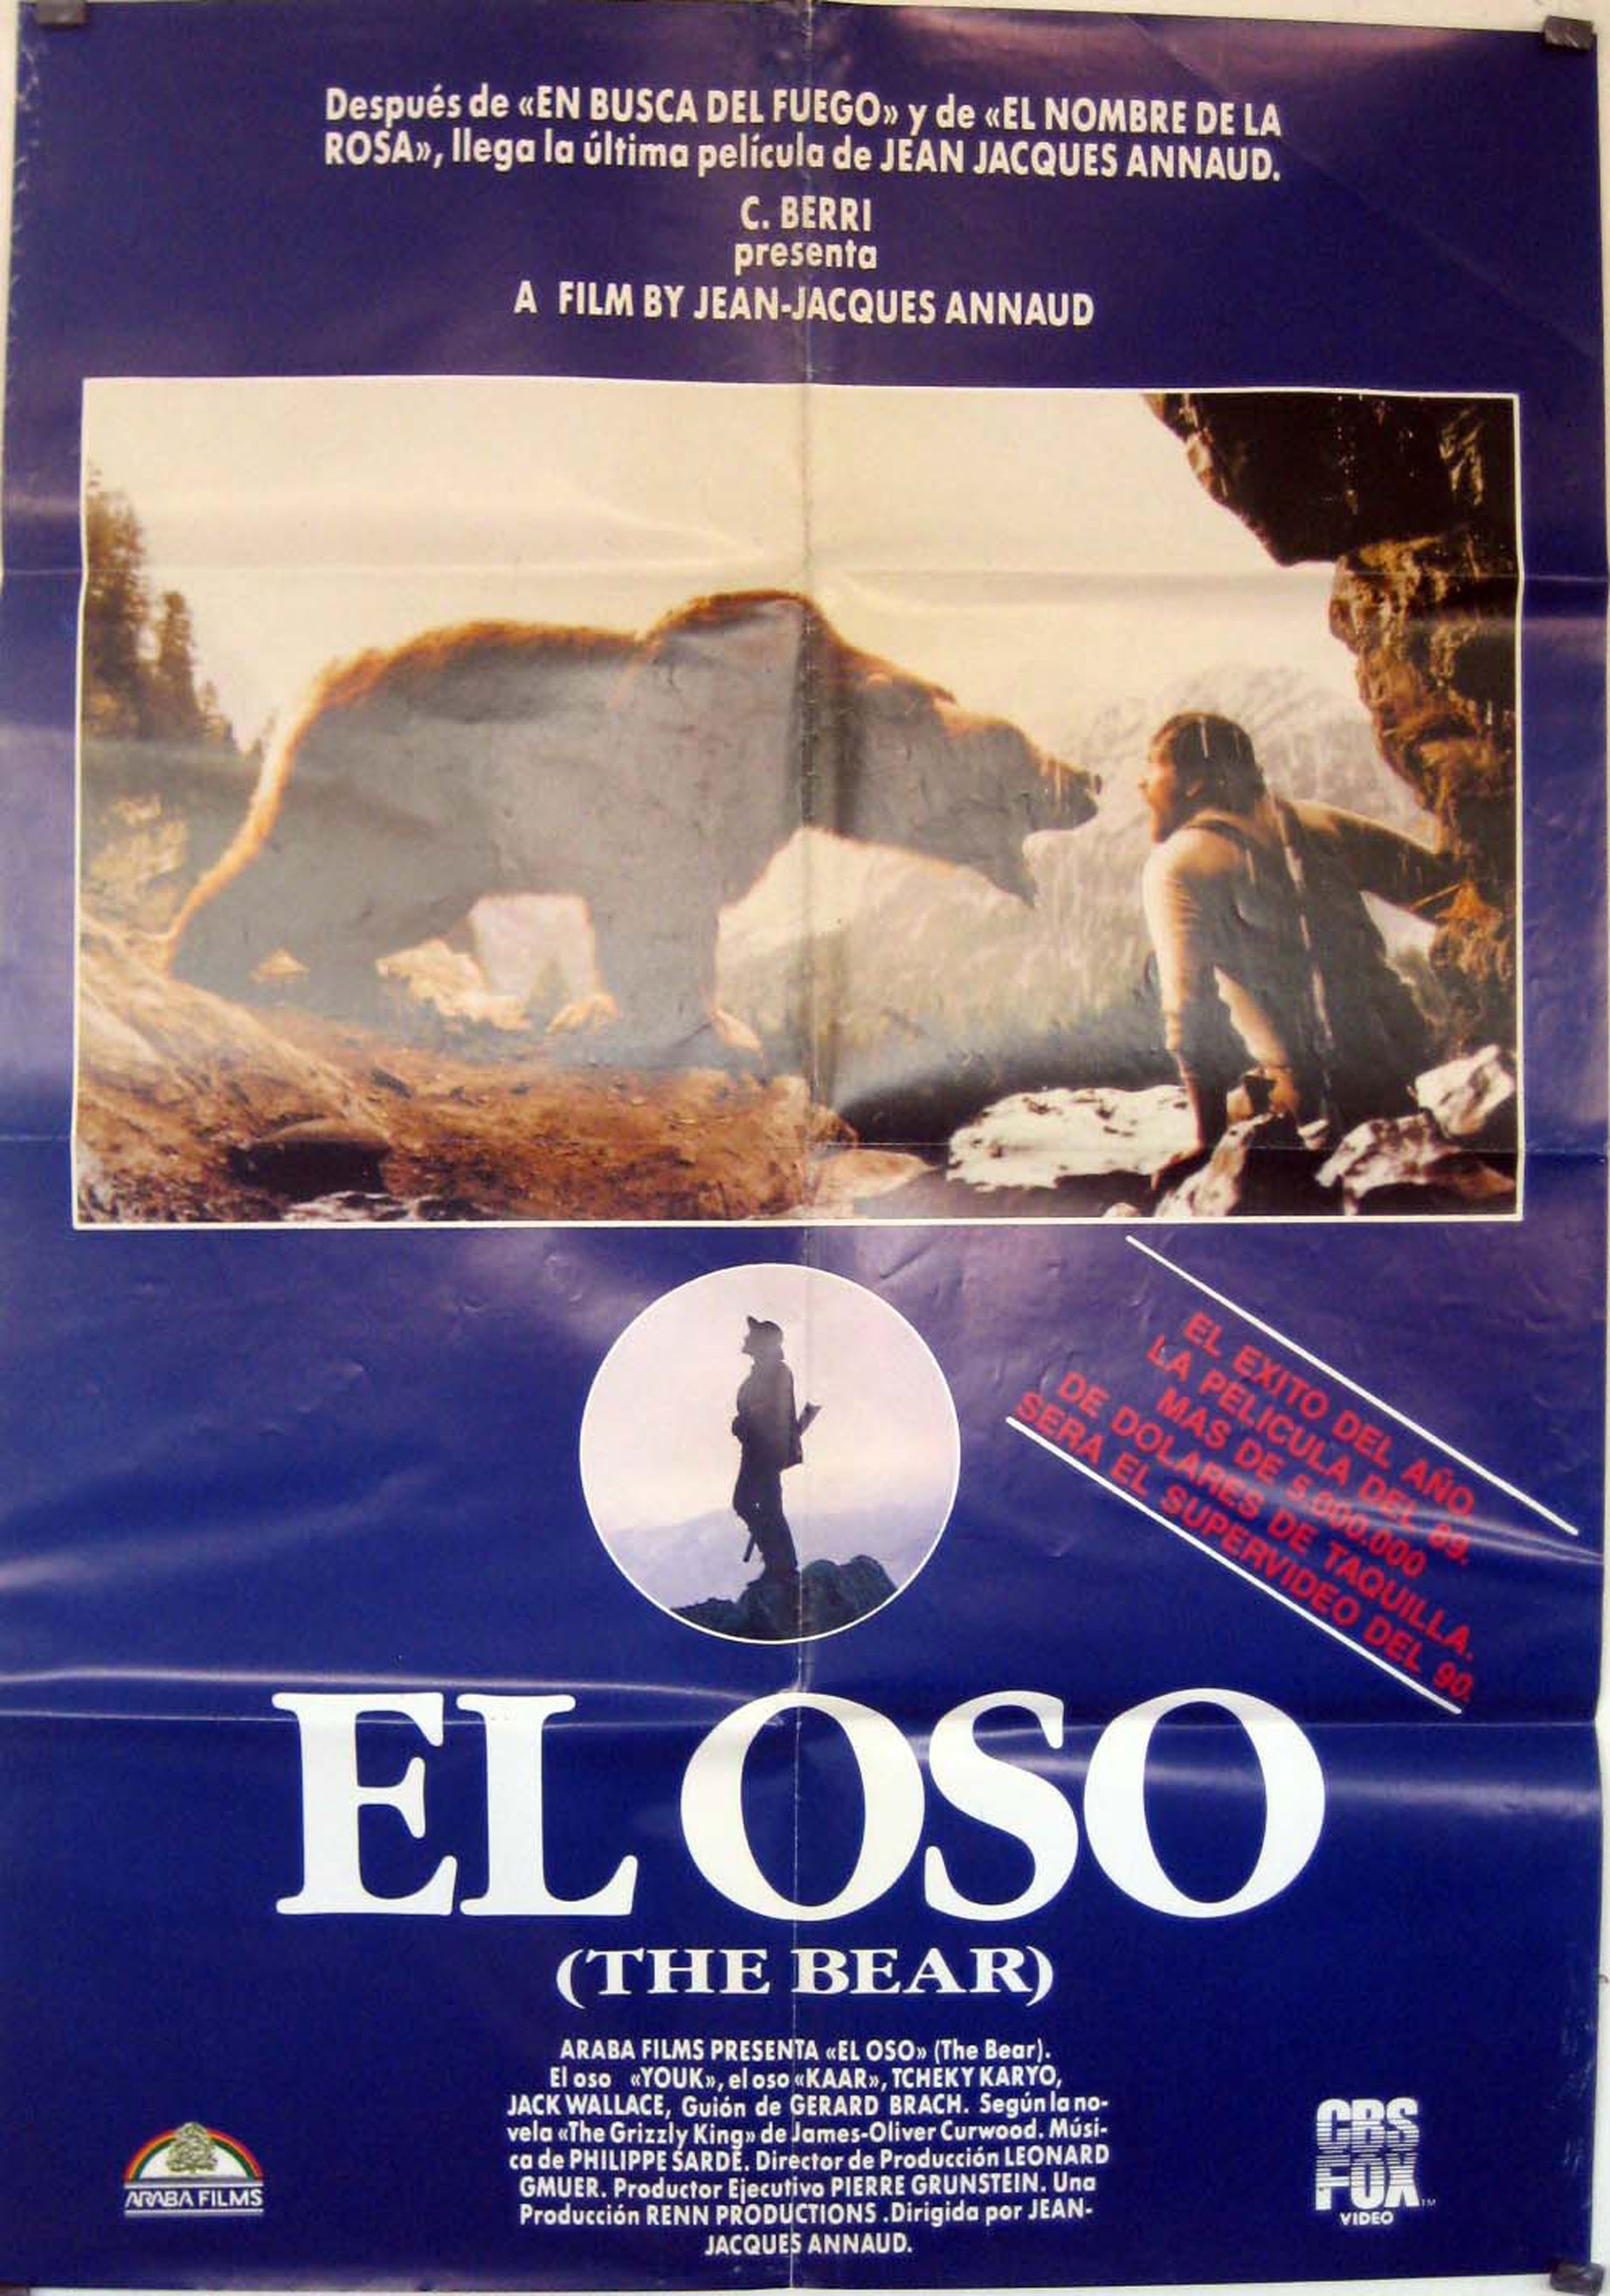 Después de «EN BUSCA DEL FUEGO» y de «EL NOMBRE DE LA
ROSA», llega la última película de JEAN JACQUES ANNAUD.
C. BERRI
presenta
A FILM BY JEAN-JACQUES ANNAUD
EL EXITO DEL AÑO
LA PELICULA DEL 89.
MAS DE 5.000.000
DE DOLARES DE TAQUILLA.
SERA EL SUPERVIDEO DEL 90.
EL OSO
(THE BEAR)
ARABA FILMS PRESENTA «EL OSO» (The Bear).
El oso «YOUK», el oso «KAAR», TCHEKY KARYO,
JACK WALLACE, Guión de GERARD BRACH. Según la no-
vela «The Grizzly King» de James-Oliver Curwood. Músi-
ca de PHILIPPE SARDE. Director de Producción LEONARD
GMUER. Productor Ejecutivo PIERRE GRUNSTEIN. Una
Producción RENN PRODUCTIONS .Dirigida por JEAN-
JACQUES ANNAUD.
ARABA FILMS
CBS
FOX
TM
VIDEO